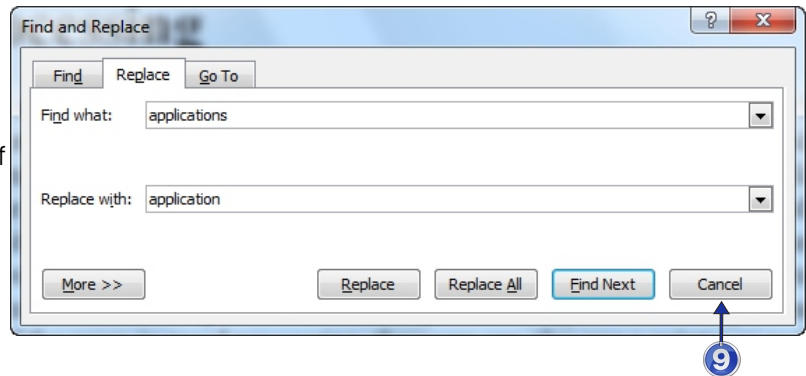 Find and Replace
Find Replace Go To
Find what: applications
f
Replace with: application
More >> Replace Replace All Find Next Cancel
9